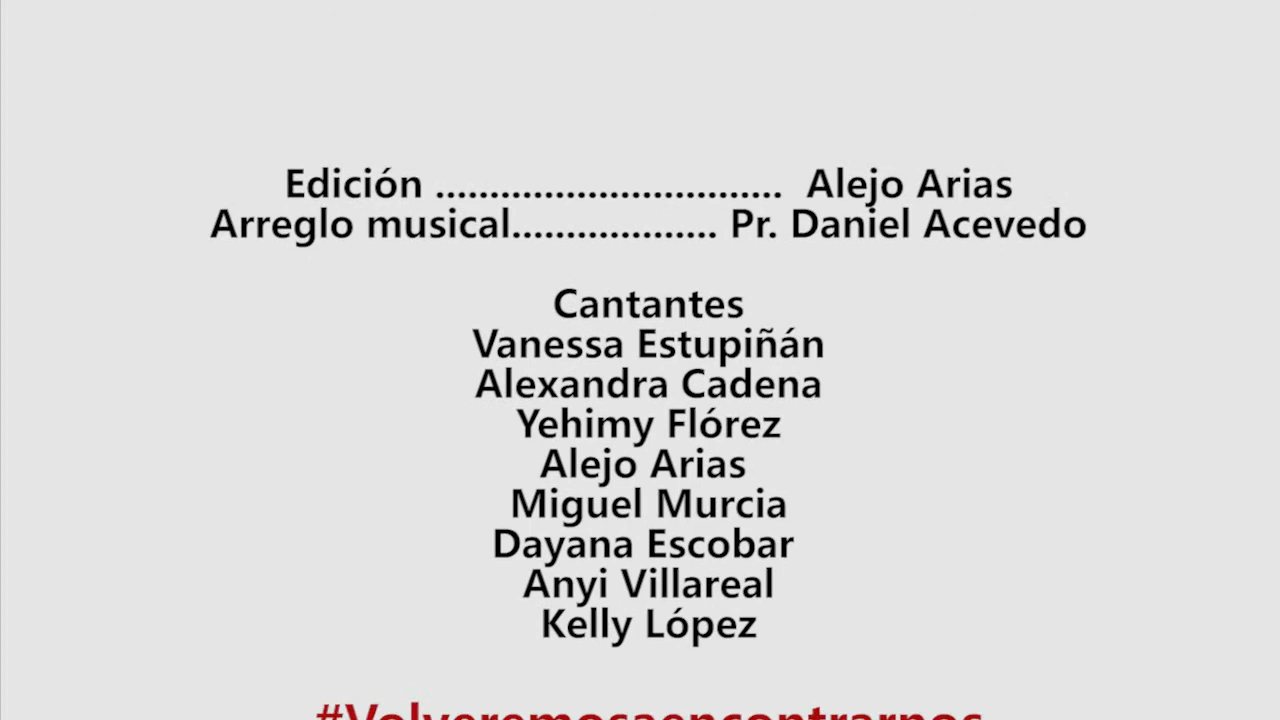 Edición ................................ Alejo Arias
Arreglo musical................... Pr. Daniel Acevedo
Cantantes
Vanessa Estupiñán
Alexandra Cadena
Yehimy Flórez
Alejo Arias
Miguel Murcia
Dayana Escobar
Anyi Villareal
Kelly López
#Volveremosaencontrarnos